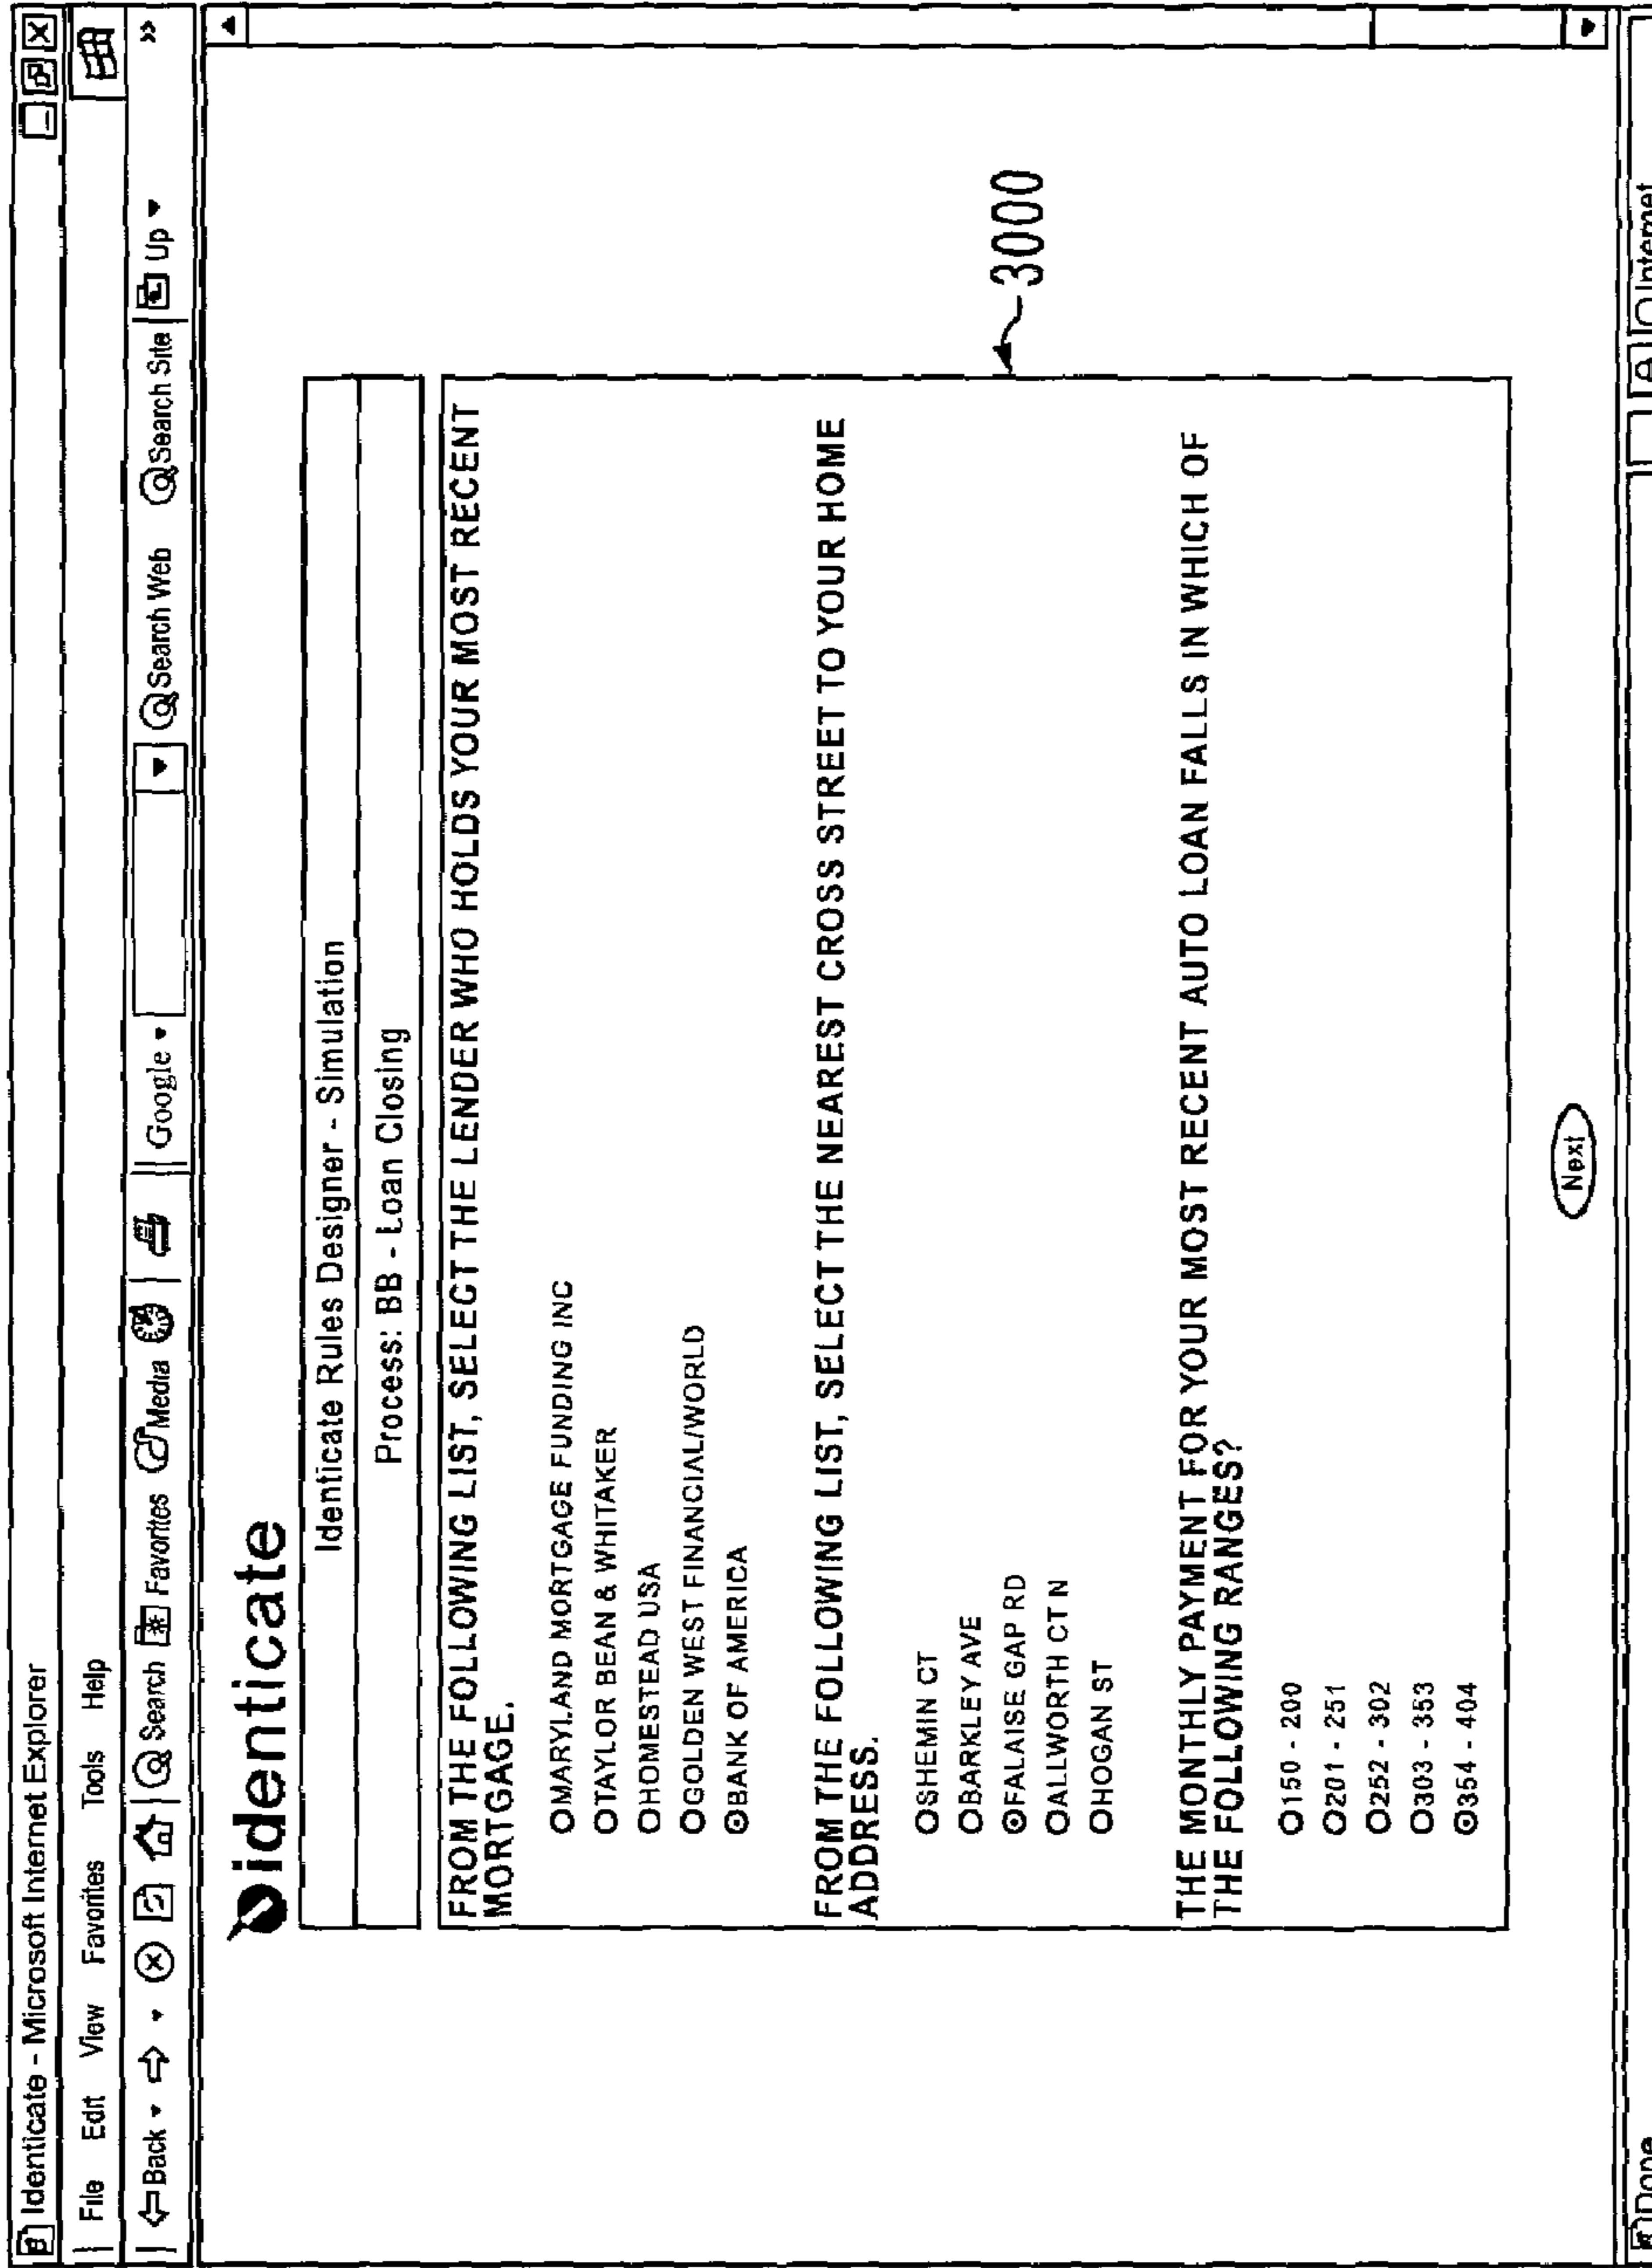 Identicate - Microsoft Internet Explorer
File Edit View Favorites Tools Help
Back Search Favorites Media Google Search Web Search Site Up »
identicate
Identicate Rules Designer - Simulation
Process: BB - Loan Closing
FROM THE FOLLOWING LIST, SELECT THE LENDER WHO HOLDS YOUR MOST RECENT
MORTGAGE.
MARYLAND MORTGAGE FUNDING INC
TAYLOR BEAN & WHITAKER
HOMESTEAD USA
GOLDEN WEST FINANCIAL/WORLD
BANK OF AMERICA
FROM THE FOLLOWING LIST, SELECT THE NEAREST CROSS STREET TO YOUR HOME
ADDRESS.
SHEMIN CT
BARKLEY AVE
FALAISE GAP RD
ALLWORTH CT N
HOGAN ST
3000
THE MONTHLY PAYMENT FOR YOUR MOST RECENT AUTO LOAN FALLS IN WHICH OF
THE FOLLOWING RANGES?
150 - 200
201 - 251
252 - 302
303 - 353
354 - 404
Next
Done Internet